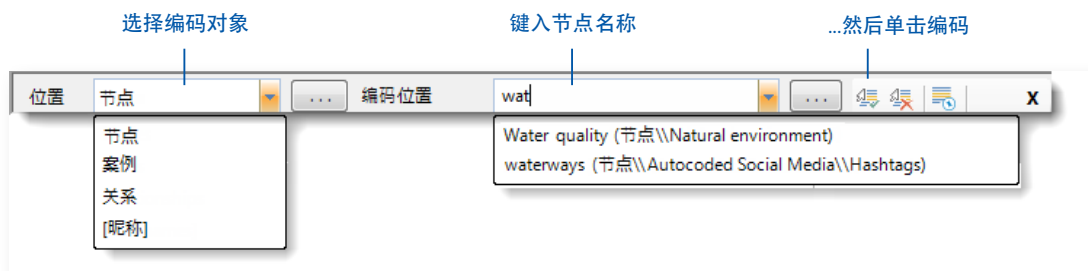 选择编码对象 键入节点名称 ...然后单击编码
位置 节点 ... 编码位置 wat ... X
节点
案例
关系
[昵称]
Water quality (节点\\Natural environment)
waterways (节点\\Autocoded Social Media\\Hashtags)